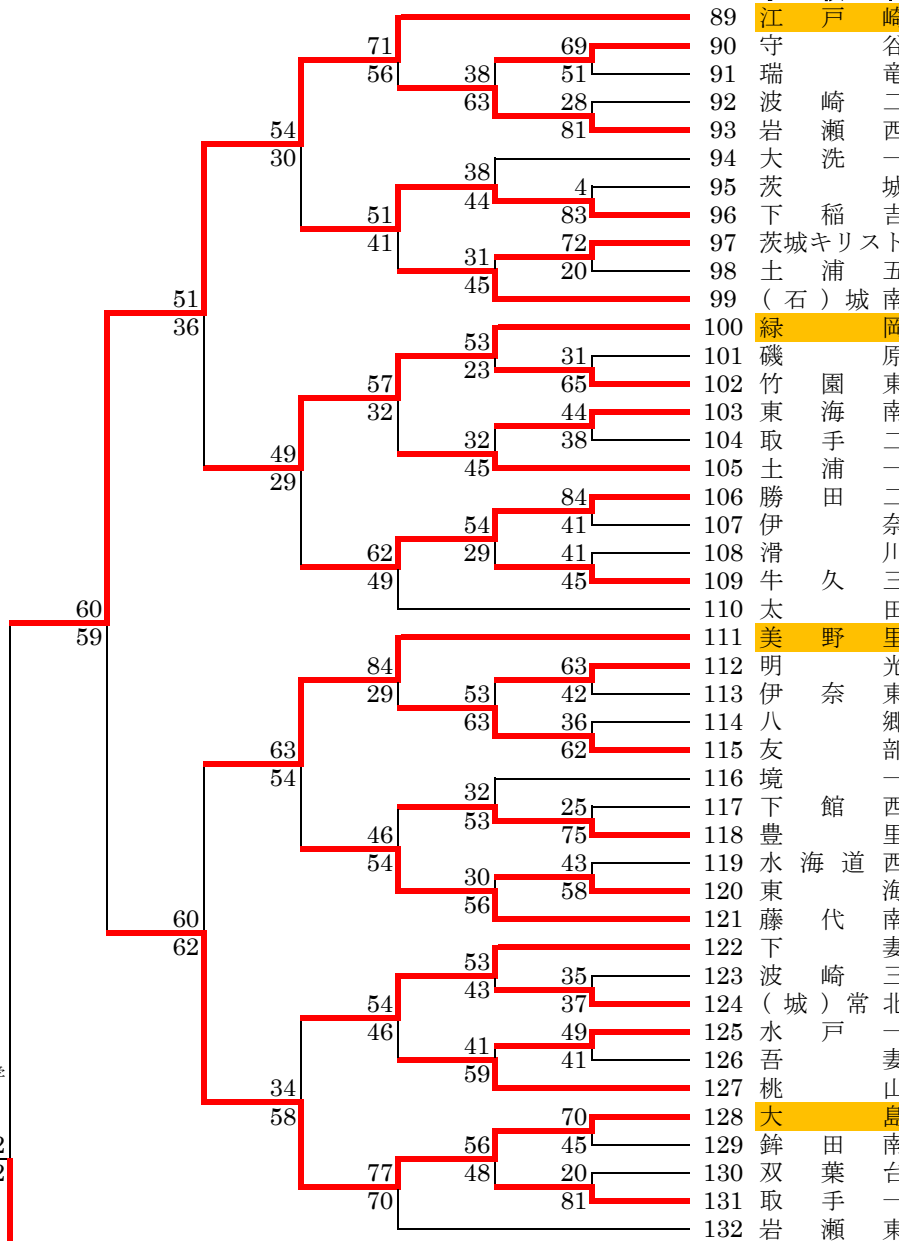 89 江戸崎
71
90 守谷
69
56
38
51
91 瑞竜
63
28
92 波崎二
54
81
93 岩瀬西
30
94 大洗一
38
4
95 茨城
44
51
83
96 下稲吉
41
72
97 茨城キリスト
31
20
98 土浦五
45
51
99 (石)城南
36
100 緑岡
53
31
101 磯原
23
57
65
102 竹園東
32
44
103 東海南
32
38
104 取手二
49
45
105 土浦一
29
84
106 勝田二
54
41
107 伊奈
62
29
41
108 滑川
49
45
109 牛久三
60
110 太田
59
111 美野里
84
63
112 明光
29
53
42
113 伊奈東
63
36
114 八郷
63
62
115 友部
54
116 境一
32
25
117 下館西
53
46
75
118 豊里
54
43
119 水海道西
30
58
120 東海
56
60
121 藤代南
62
122 下妻
53
35
123 波崎三
43
54
37
124 (城)常北
46
49
125 水戸一
41
41
126 吾妻
59
34
127 桃山
58
70
128 大島
56
45
129 鉾田南
77
48
20
130 双葉台
70
81
131 取手一
132 岩瀬東
2
2